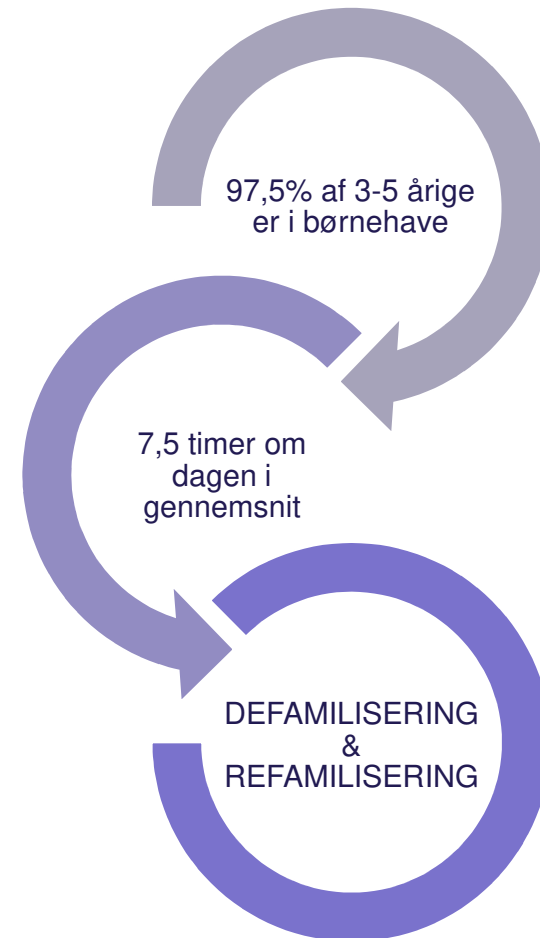 97,5% af 3-5 årige
er i børnehave
7,5 timer om
dagen i
gennemsnit
DEFAMILISERING
&
REFAMILISERING